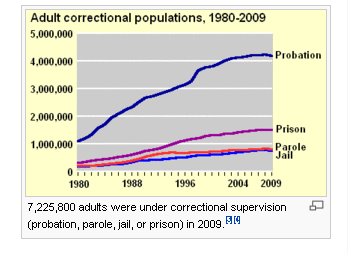 Adult correctional populations, 1980-2009
5,000,000
4,000,000
3,000,000
2,000,000
1,000,000
0
1980 1988 1996 2004 2009
Probation
Prison
Parole
Jail
7,225,800 adults were under correctional supervision
(probation, parole, jail, or prison) in 2009.[3][4]